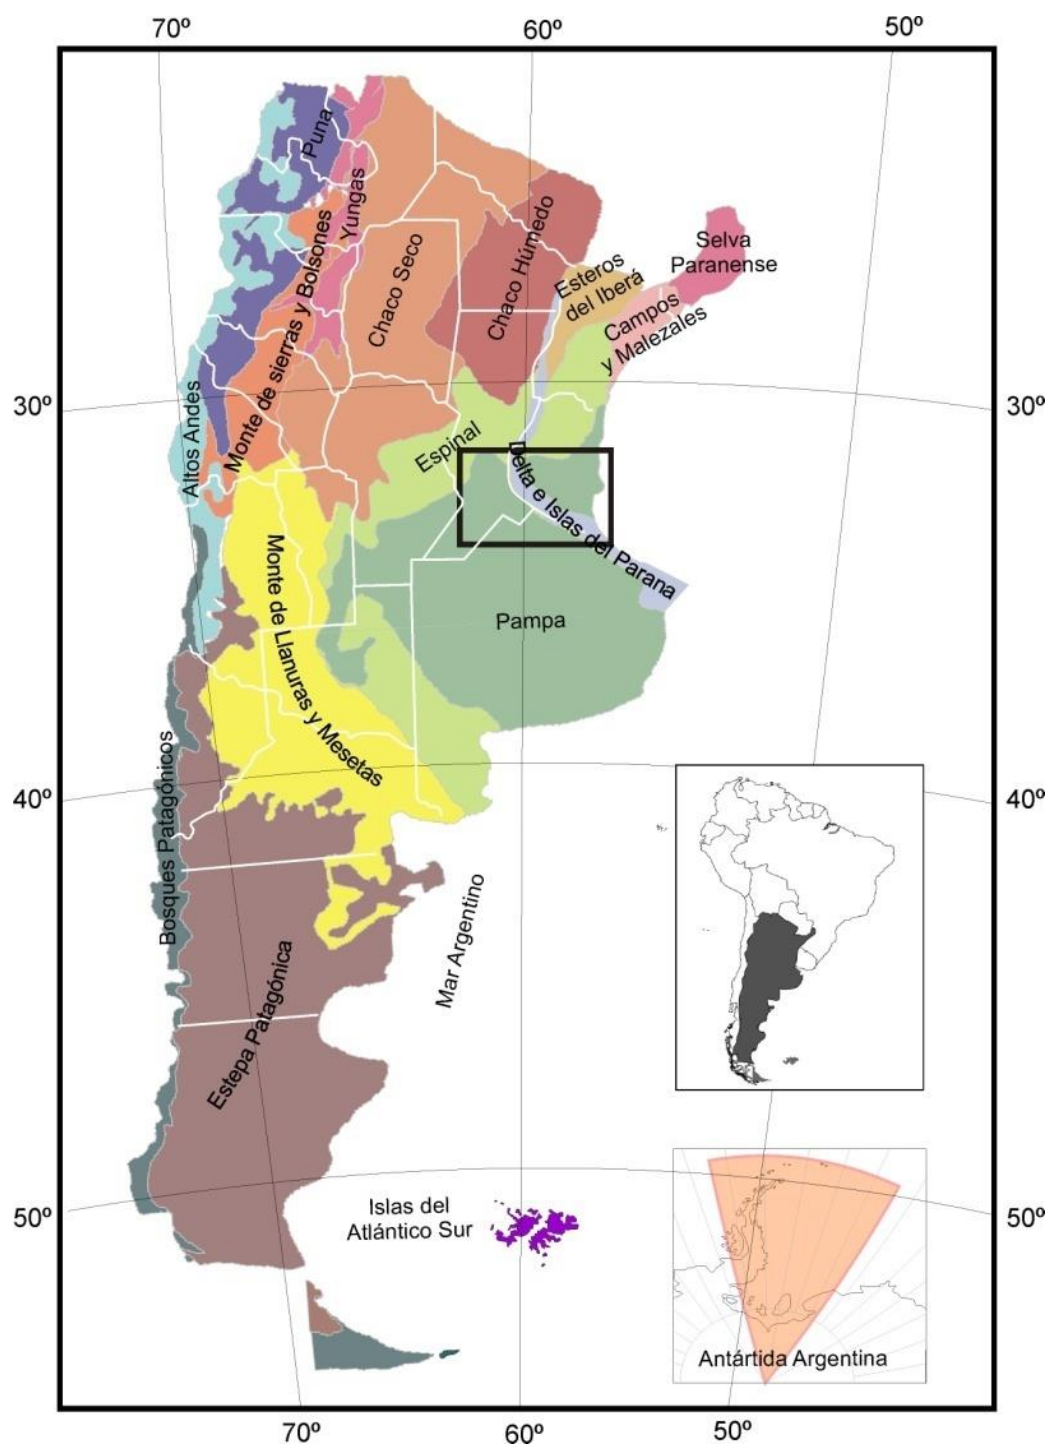 70º
60º
50º
Puna
Yungas
Monte de sierras y Bolsones
Chaco Seco
Chaco Húmedo
Selva
Paranense
Esteros
del Iberá
Campos
y Malezales
30º
30º
Altos Andes
Espinal
Delta e Islas del Parana
Monte de Llanuras y Mesetas
Pampa
40º
40º
Bosques Patagónicos
Mar Argentino
Estepa Patagónica
50º
50º
Islas del
Atlántico Sur
Antártida Argentina
70º
60º
50º